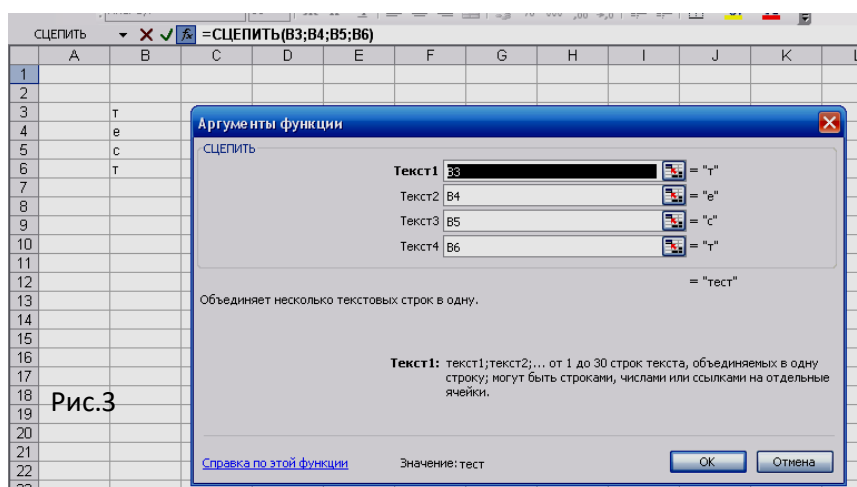 СЦЕПИТЬ =СЦЕПИТЬ(B3;B4;B5;B6)
A B C D E F G H I J K
1
2
3 т
4 е
5 с
6 т
7
8
9
10
11
12
13
14
15
16
17
18
19
20
21
22
Рис.3
Аргументы функции
СЦЕПИТЬ
Текст1 B3 = "т"
Текст2 B4 = "е"
Текст3 B5 = "с"
Текст4 B6 = "т"
= "тест"
Объединяет несколько текстовых строк в одну.
Текст1: текст1;текст2;... от 1 до 30 строк текста, объединяемых в одну
строку; могут быть строками, числами или ссылками на отдельные
ячейки.
Справка по этой функции Значение: тест OK Отмена